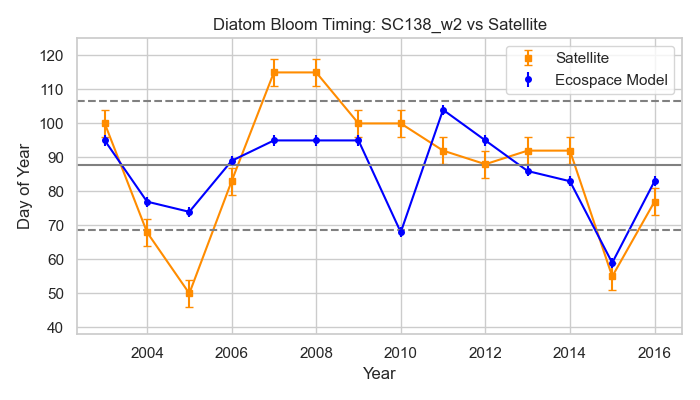 Diatom Bloom Timing: SC138_w2 vs Satellite
Satellite
Ecospace Model
Day of Year
120
110
100
90
80
70
60
50
40
2004 2006 2008 2010 2012 2014 2016
Year